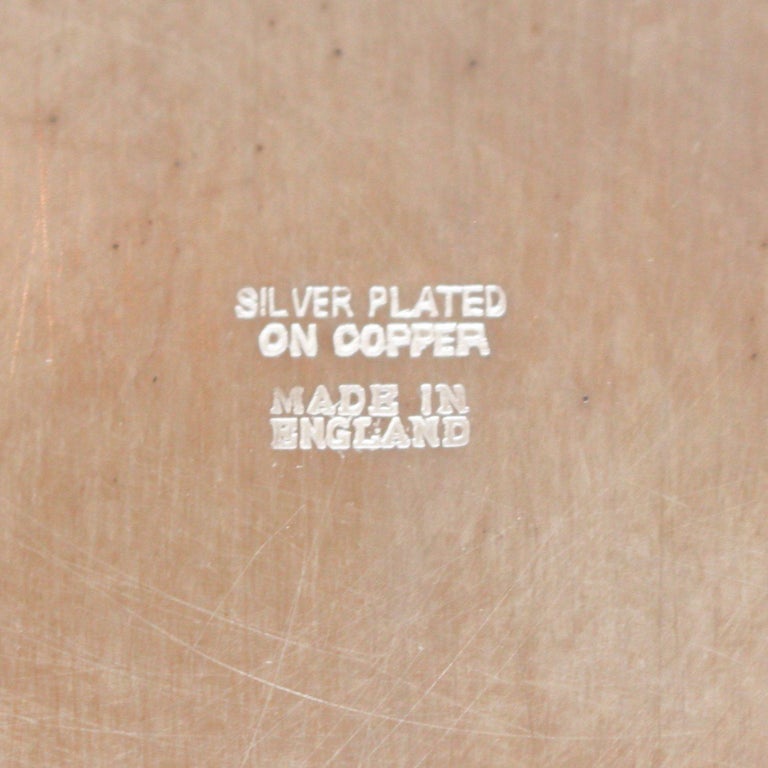 SILVER PLATED
ON COPPER
MADE IN
ENGLAND